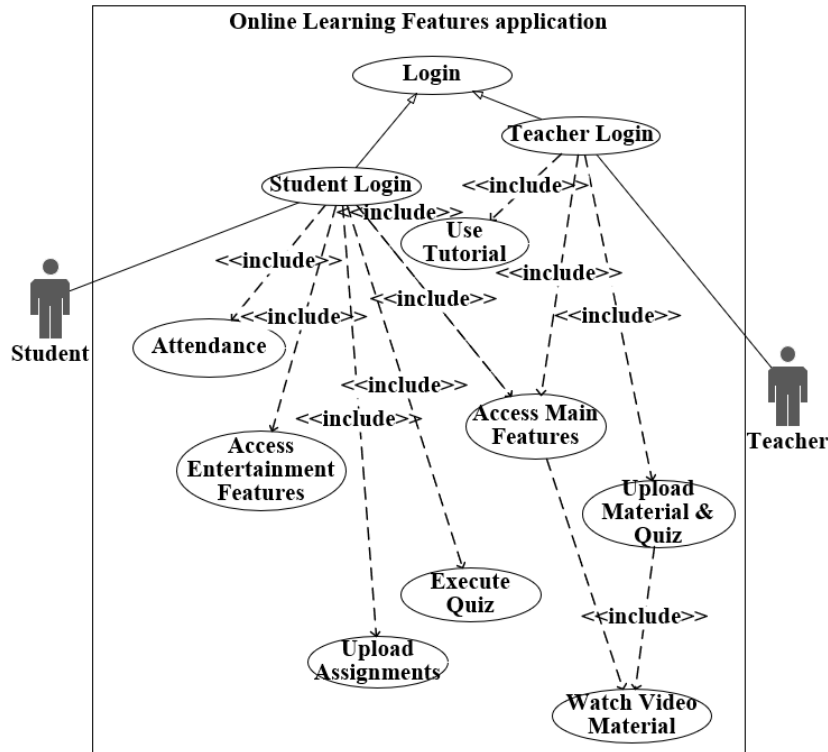 Online Learning Features application
Login
Teacher Login
Student Login
<<include>>
<<include>>
Use
Tutorial
<<include>>
<<include>>
<<include>>
<<include>>
<<include>>
Student
Attendance
Teacher
<<include>>
<<include>>
Access Main
Features
Access
Entertainment
Features
Upload
Material &
Quiz
Execute
Quiz
<<include>>
Upload
Assignments
Watch Video
Material